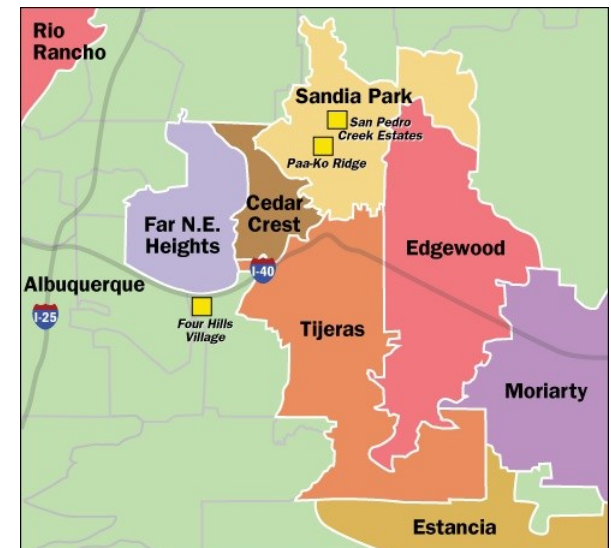 Rio
Rancho
Sandia Park
San Pedro
Creek Estates
Paa-Ko Ridge
Cedar
Crest
Far N.E.
Heights
Edgewood
I-40
Albuquerque
I-25
Four Hills
Village
Tijeras
Moriarty
Estancia